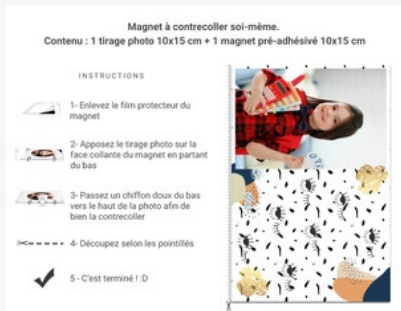 Magnet à contrecoller soi-même.
Contenu : 1 tirage photo 10x15 cm + 1 magnet pré-adhésivé 10x15 cm
INSTRUCTIONS
1- Enlevez le film protecteur du
magnet
2- Apposez le tirage photo sur la
face collante du magnet en partant
du bas
3- Passez un chiffon doux du bas
vers le haut de la photo afin de
bien la contrecoller
4- Découpez selon les pointillés
5 - C'est terminé ! :D